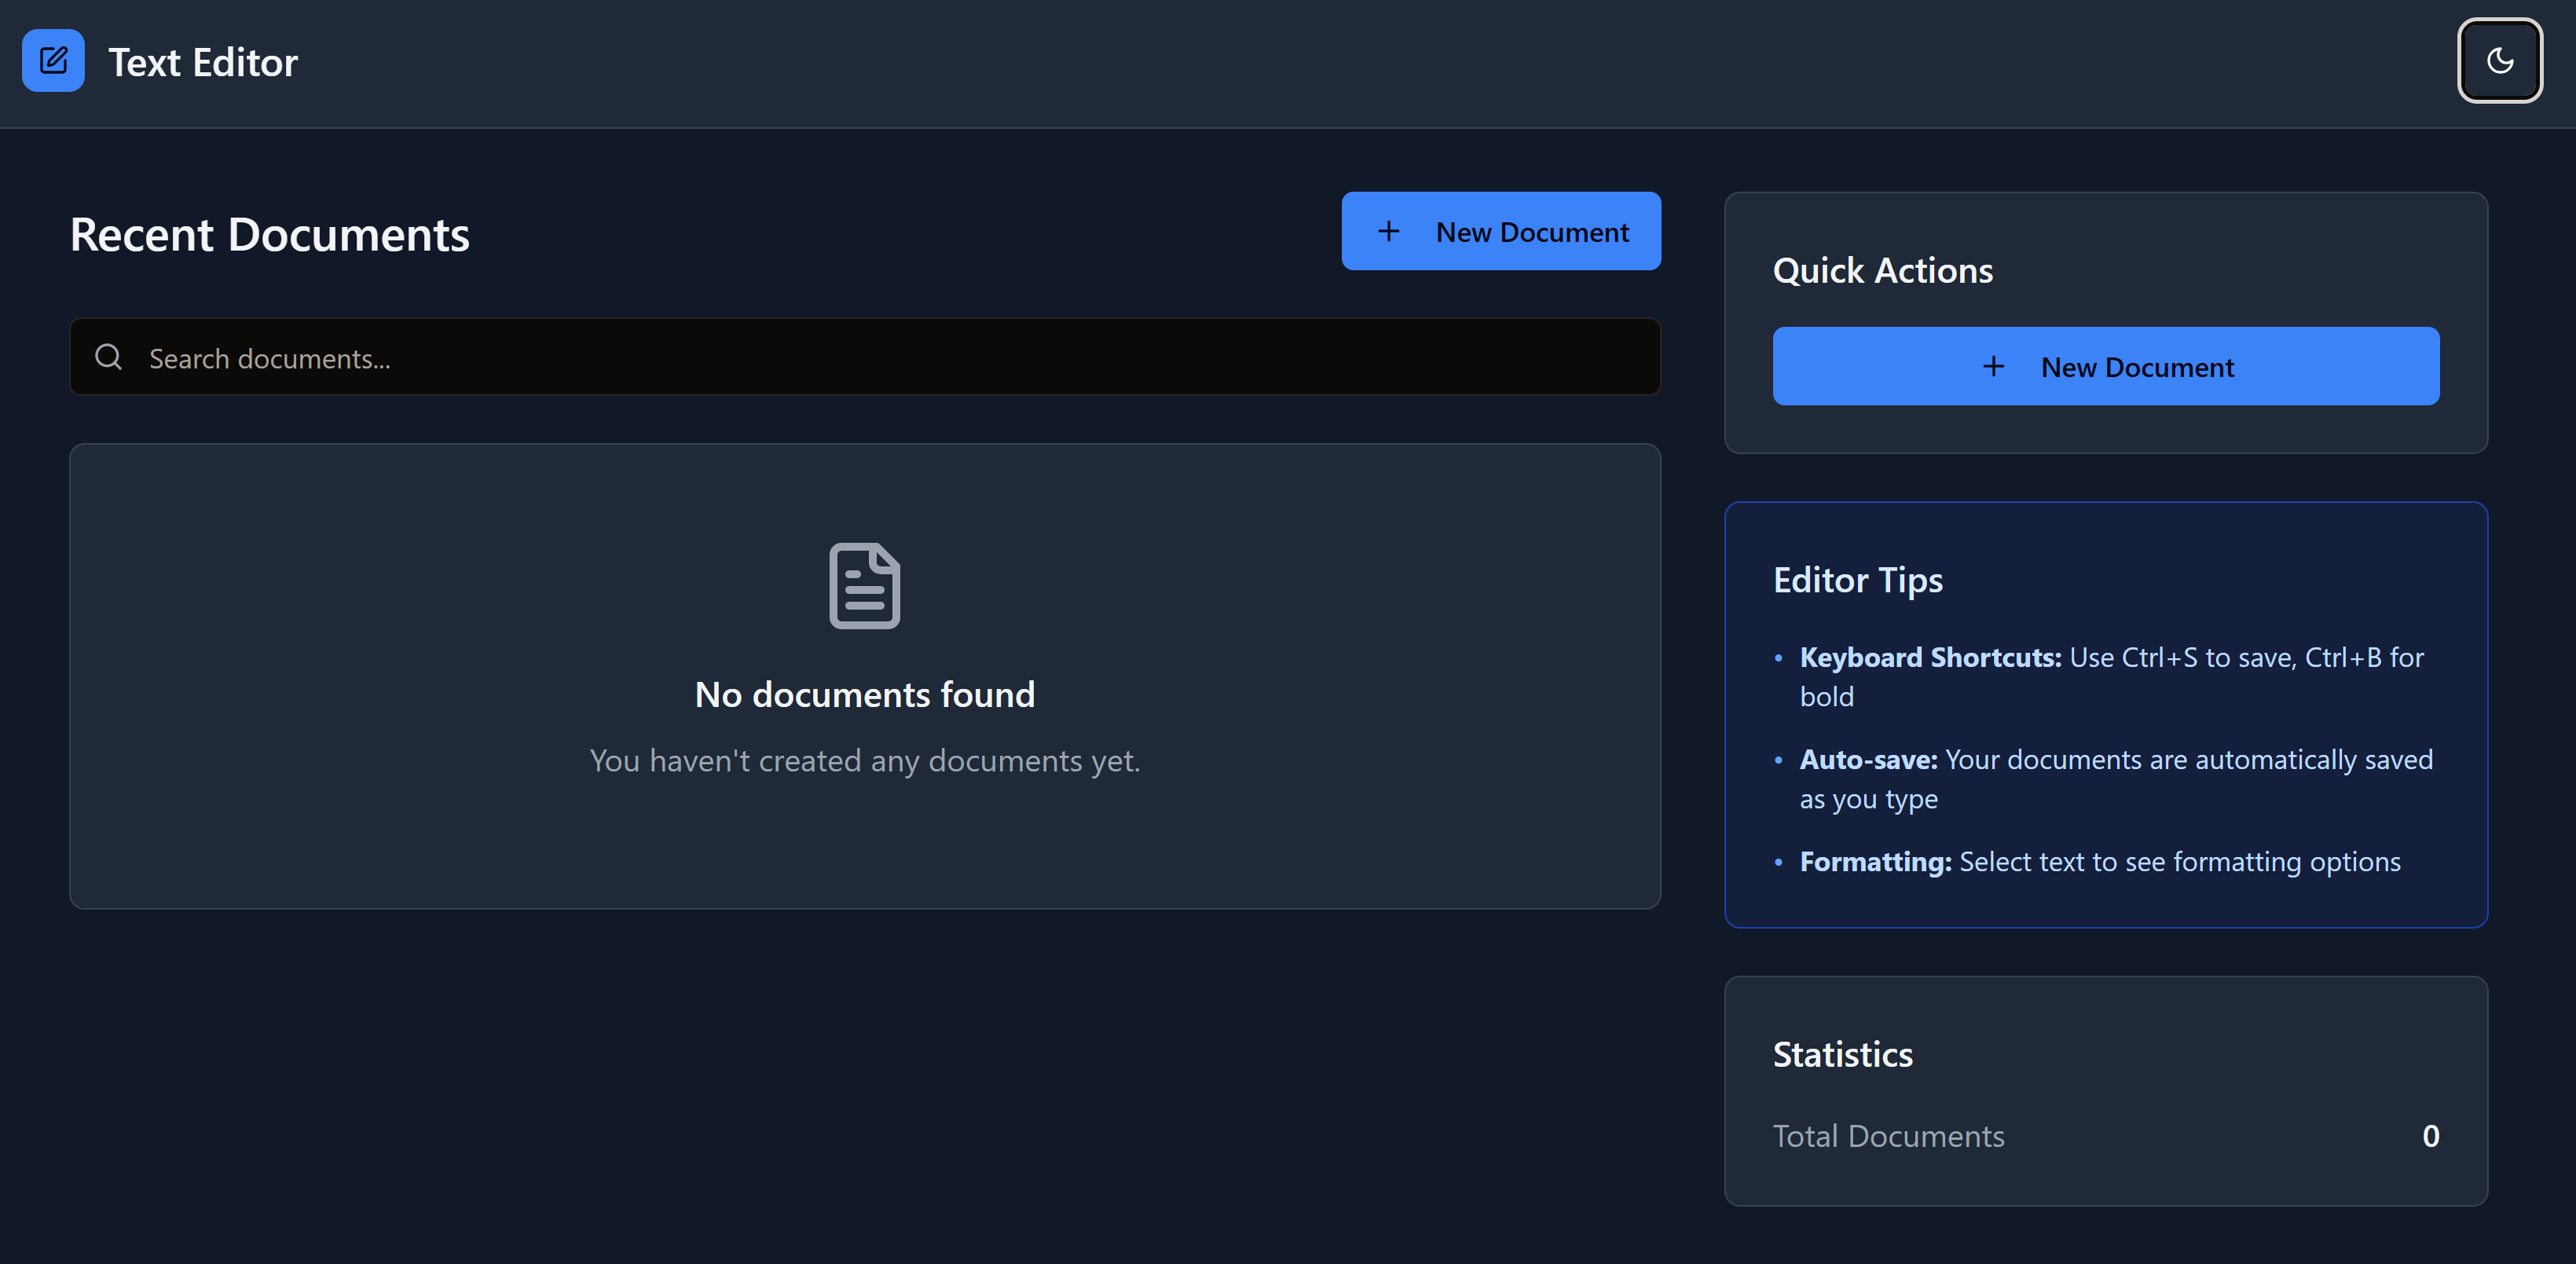 Text Editor
Recent Documents
New Document
Search documents...
No documents found
You haven't created any documents yet.
Quick Actions
New Document
Editor Tips
• Keyboard Shortcuts: Use Ctrl+S to save, Ctrl+B for
bold
• Auto-save: Your documents are automatically saved
as you type
• Formatting: Select text to see formatting options
Statistics
Total Documents 0